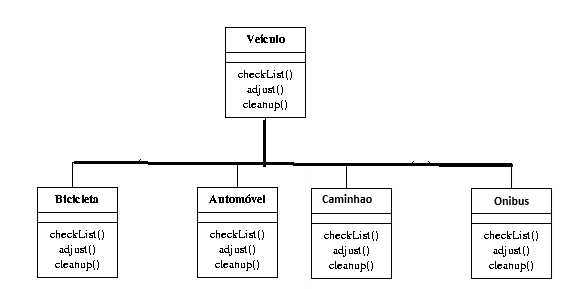 Veículo
checkList()
adjust()
cleanup()
Bicicleta
checkList()
adjust()
cleanup()
Automóvel
checkList()
adjust()
cleanup()
Caminhao
checkList()
adjust()
cleanup()
Onibus
checkList()
adjust()
cleanup()